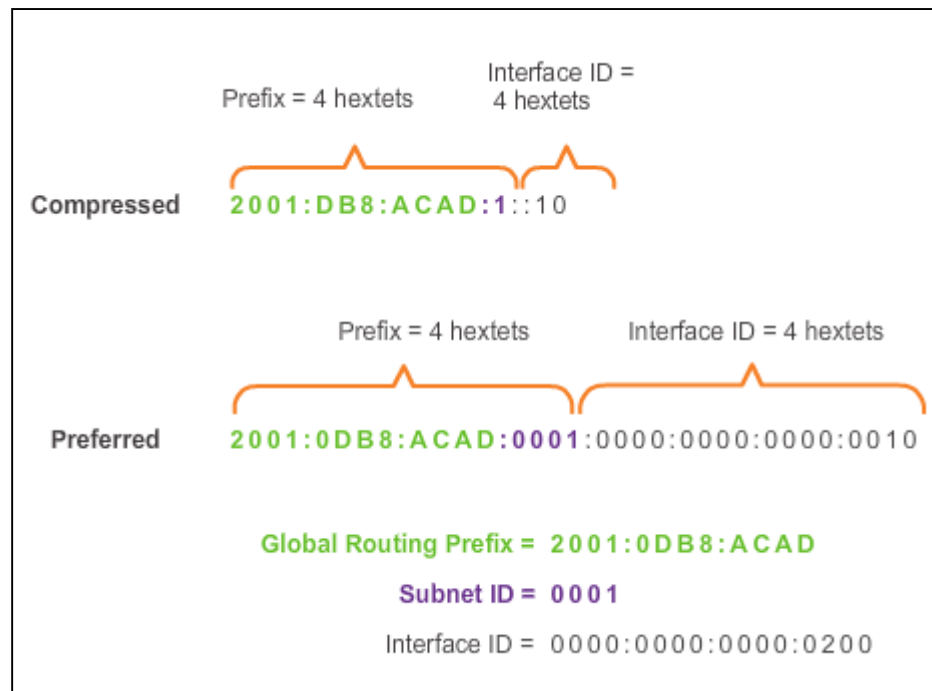 Prefix = 4 hextets
Interface ID =
4 hextets
Compressed 2001:DB8:ACAD:1::10
Prefix = 4 hextets
Interface ID = 4 hextets
Preferred 2001:0DB8:ACAD:0001:0000:0000:0000:0010
Global Routing Prefix = 2001:0DB8:ACAD
Subnet ID = 0001
Interface ID = 0000:0000:0000:0200